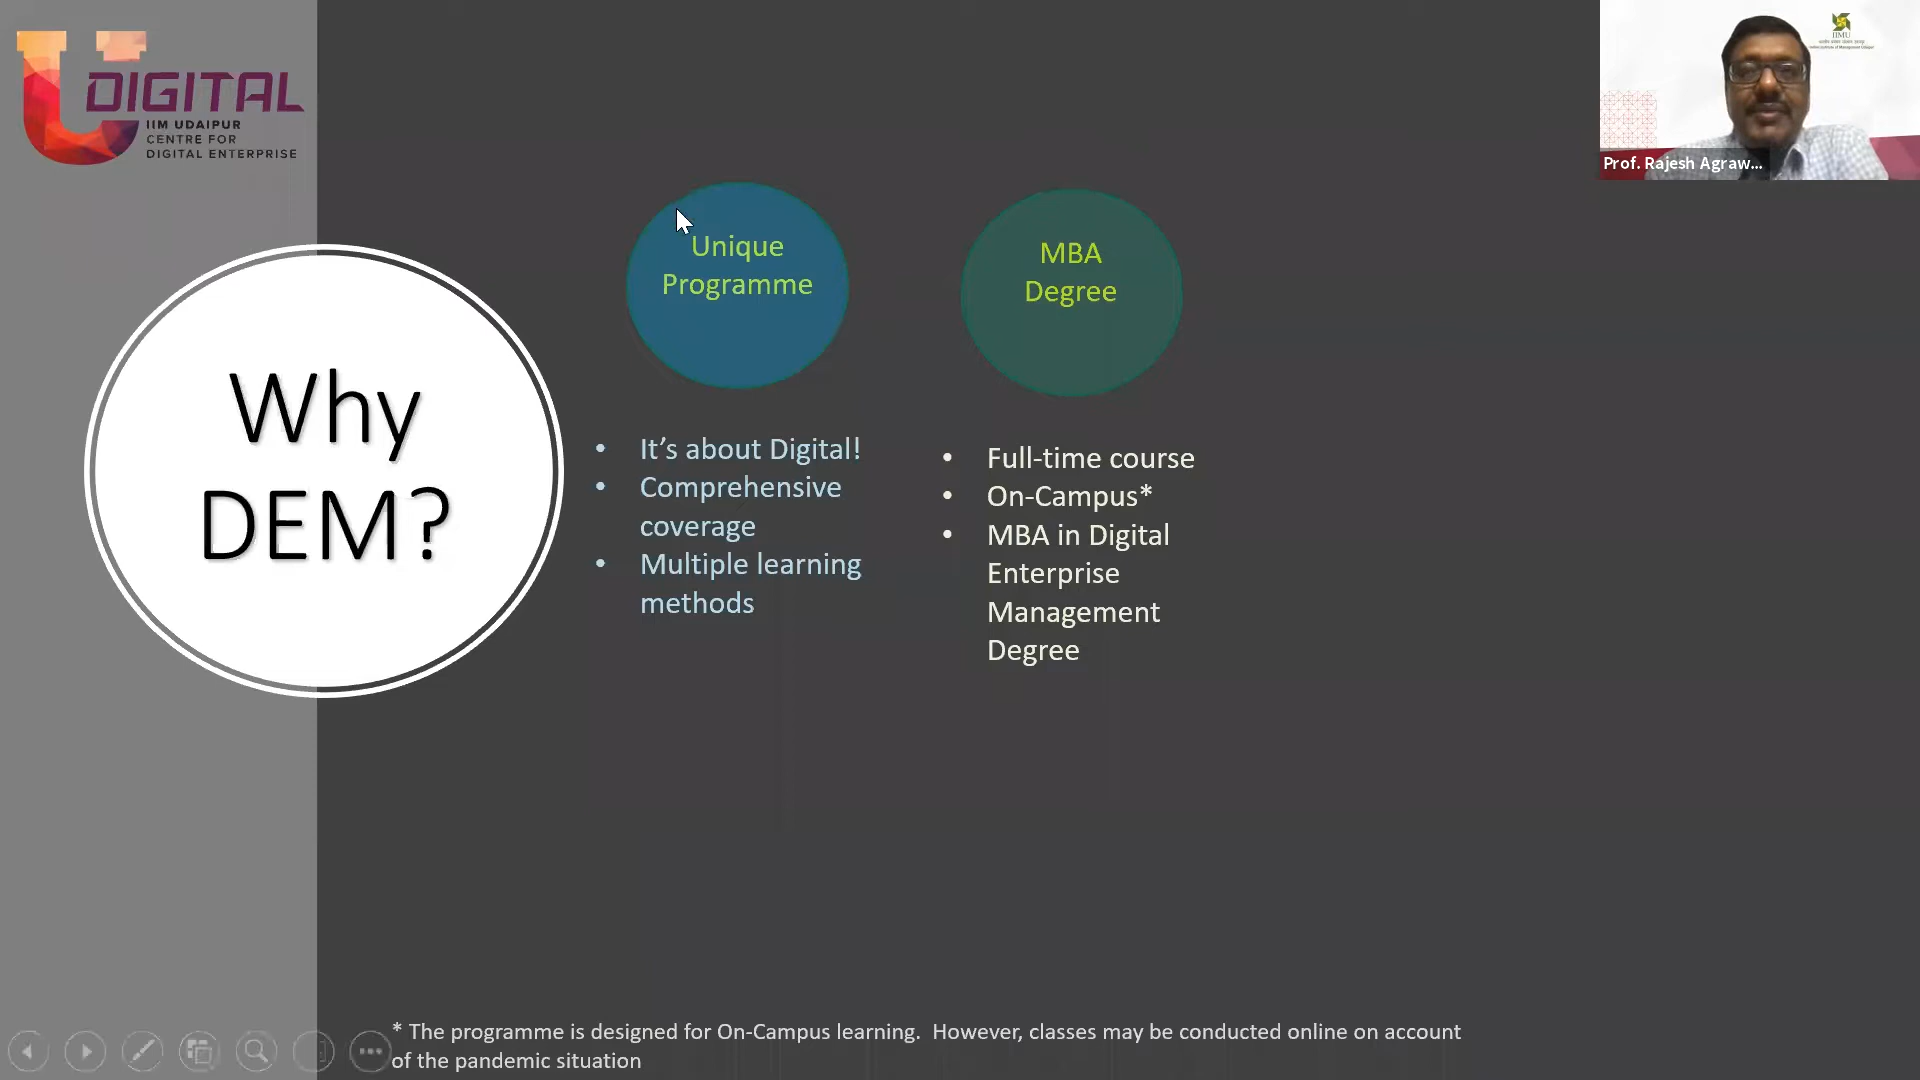 DIGITAL
IIM UDAIPUR
CENTRE FOR
DIGITAL ENTERPRISE
IIMU
Prof. Rajesh Agraw...
Why
DEM?
Unique
Programme
• It’s about Digital!
• Comprehensive
coverage
• Multiple learning
methods
MBA
Degree
• Full-time course
• On-Campus*
• MBA in Digital
Enterprise
Management
Degree
* The programme is designed for On-Campus learning. However, classes may be conducted online on account
of the pandemic situation